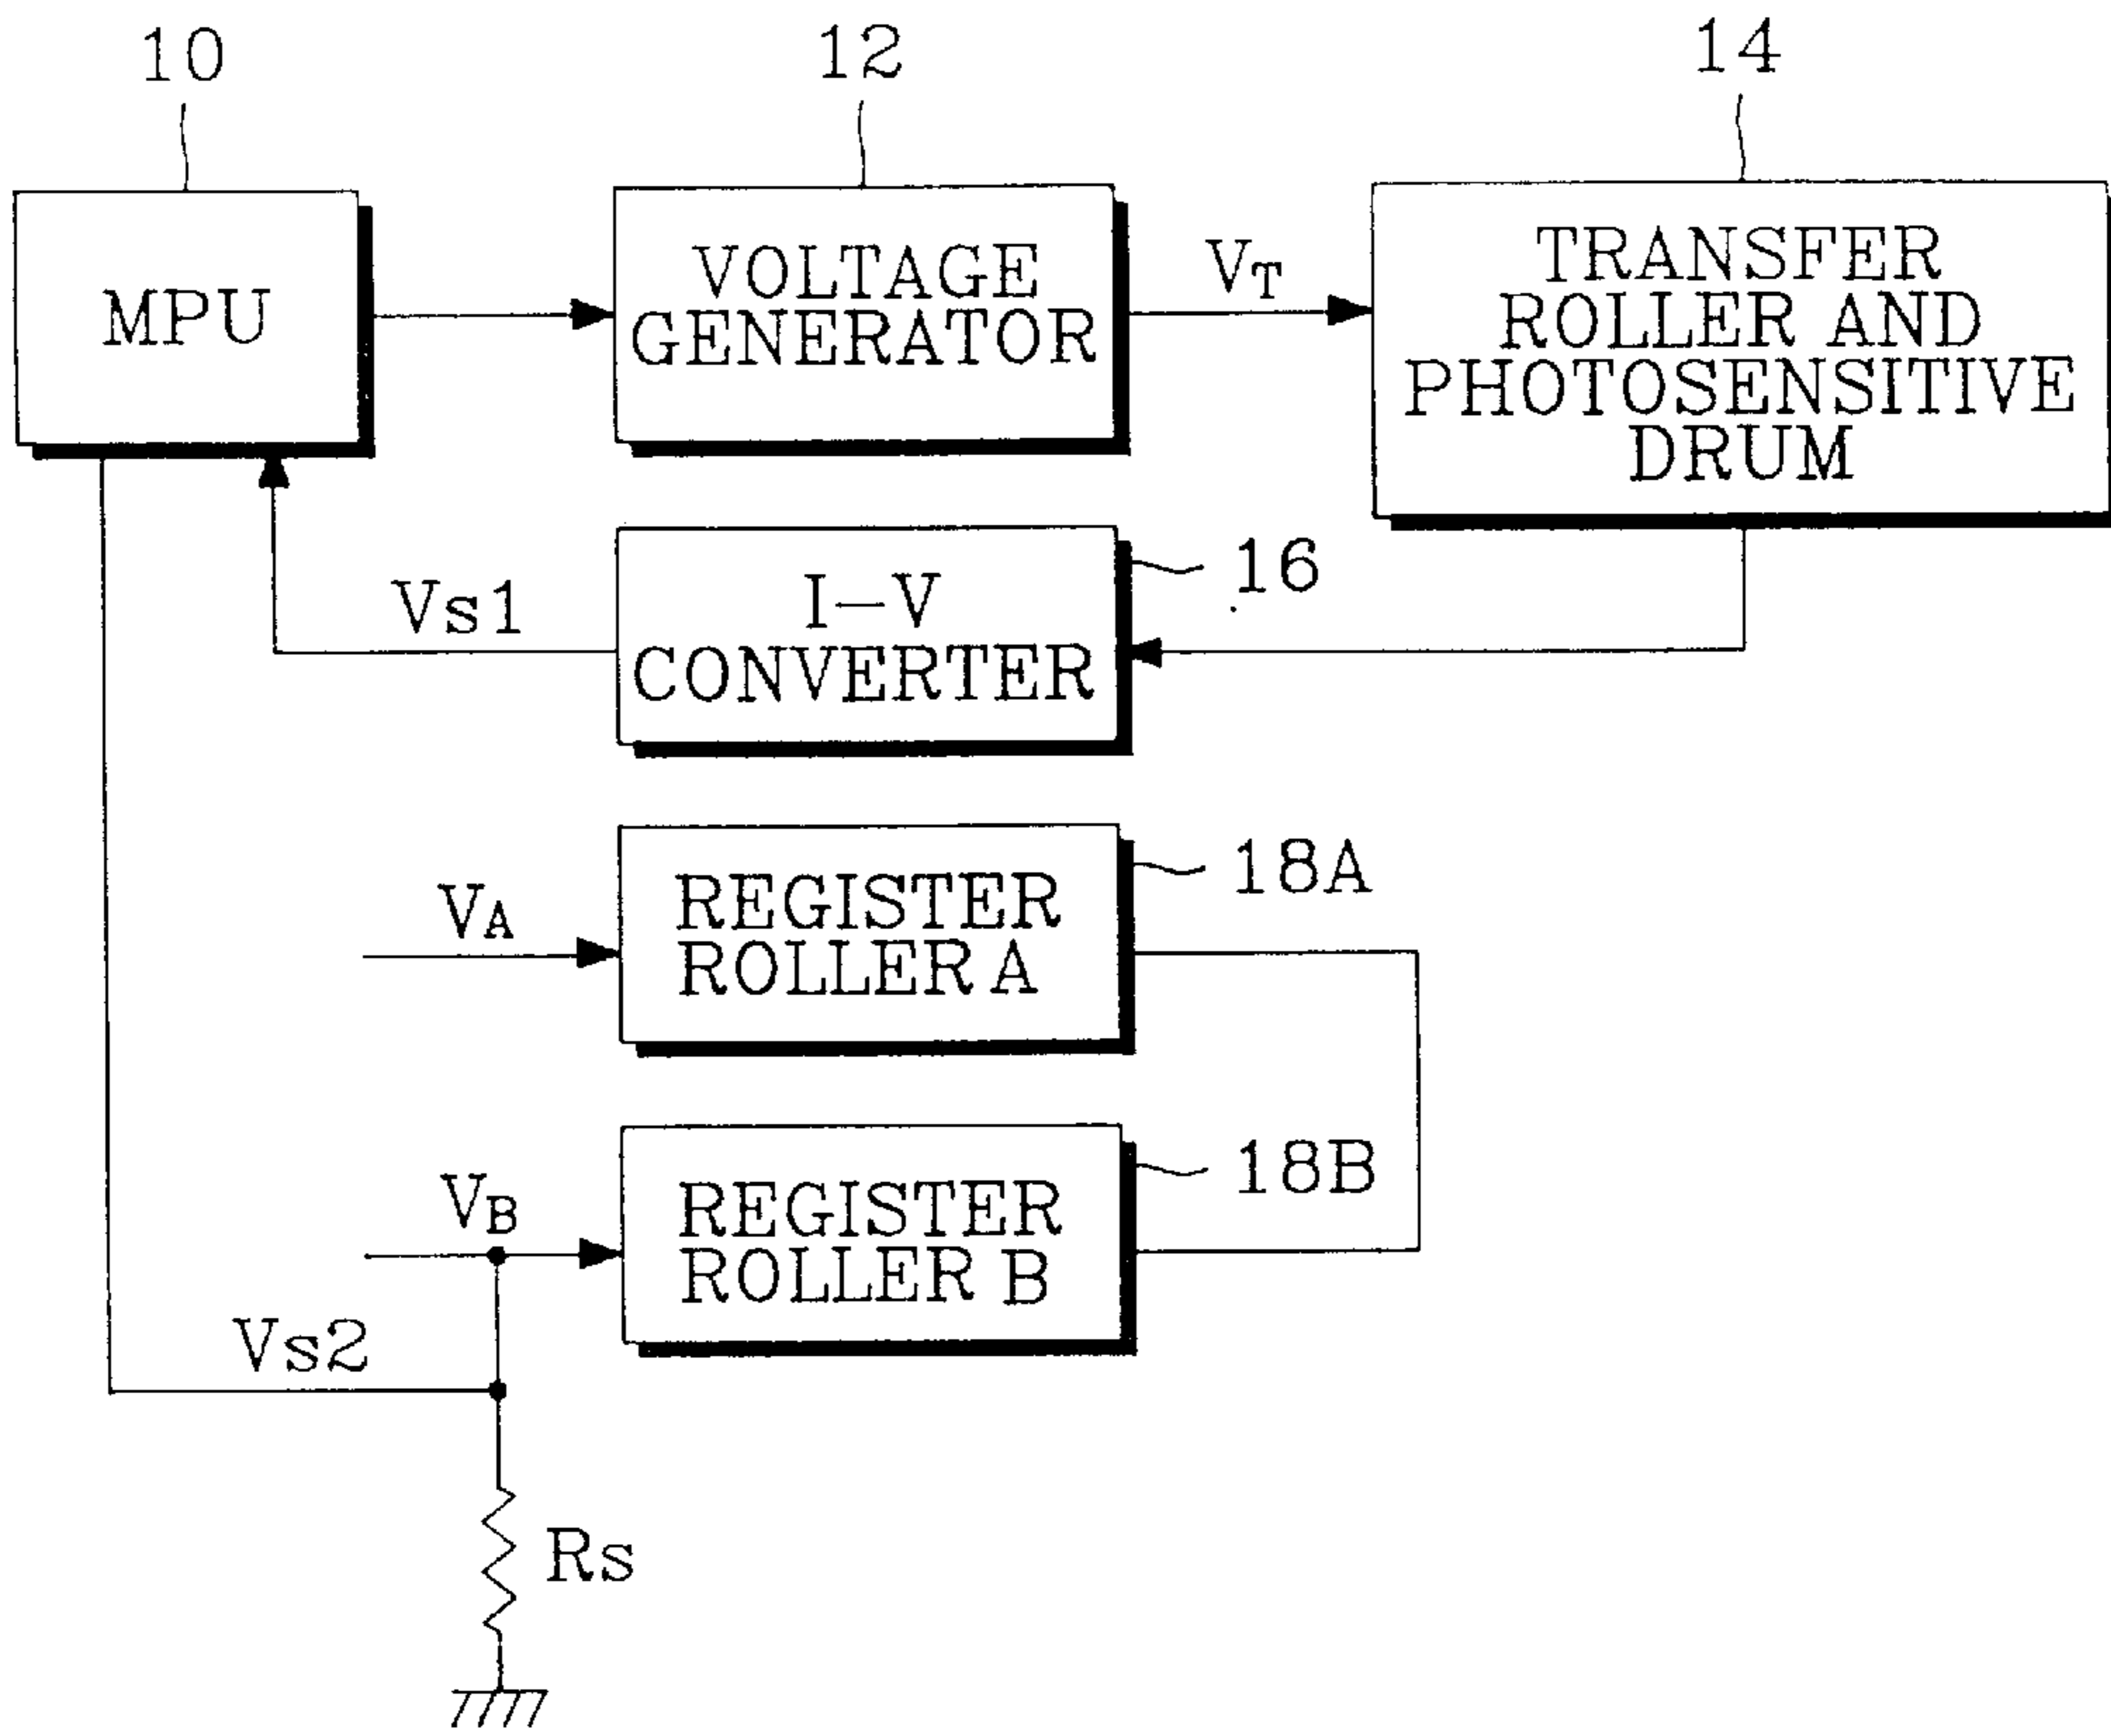 10
12
14
MPU
VOLTAGE
GENERATOR
VT
TRANSFER
ROLLER AND
PHOTOSENSITIVE
DRUM
Vs1
I-V
CONVERTER
16
VA
REGISTER
ROLLER A
18A
VB
REGISTER
ROLLER B
18B
Vs2
Rs